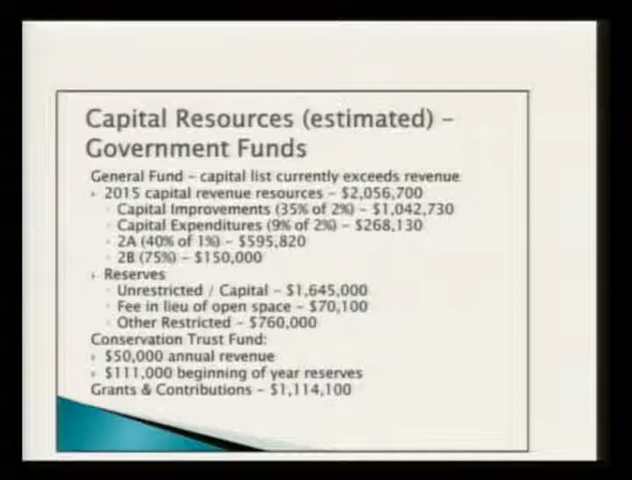 Capital Resources (estimated) –
Government Funds
General Fund – capital list currently exceeds revenue
2015 capital revenue resources – $2,056,700
Capital Improvements (35% of 2%) – $1,042,730
Capital Expenditures (9% of 2%) – $268,130
2A (40% of 1%) – $595,820
2B (75%) – $150,000
Reserves
Unrestricted / Capital – $1,645,000
Fee in lieu of open space – $70,100
Other Restricted – $760,000
Conservation Trust Fund:
$50,000 annual revenue
$111,000 beginning of year reserves
Grants & Contributions – $1,114,100